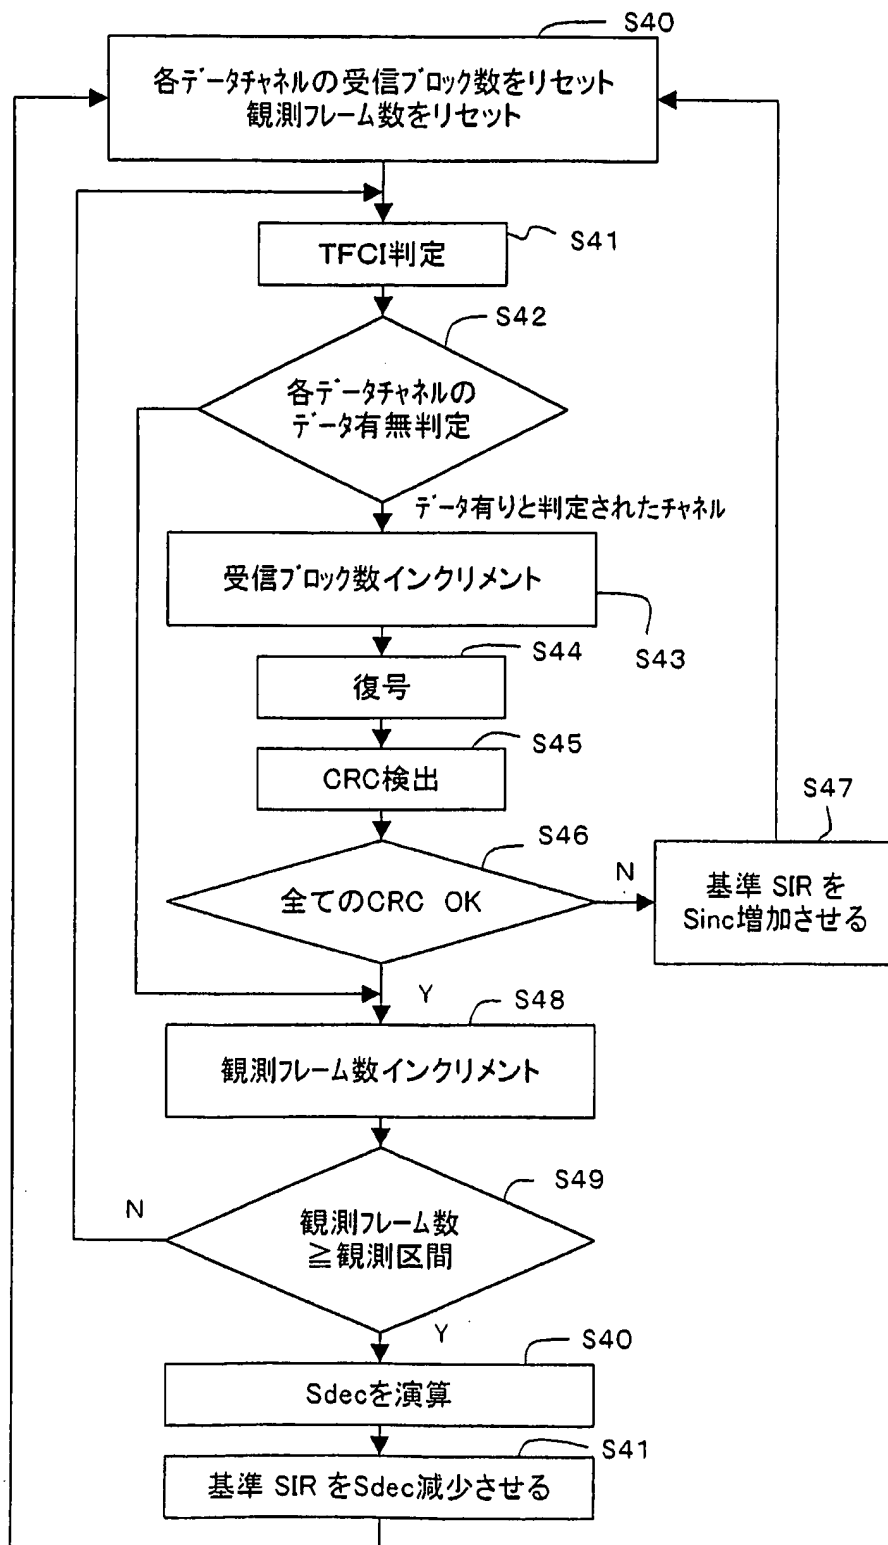 S40
各データチャネルの受信ブロック数をリセット
観測フレーム数をリセット
TFCI判定
S41
S42
各データチャネルの
データ有無判定
データ有りと判定されたチャネル
受信ブロック数インクリメント
S43
S44
復号
S45
CRC検出
S46
全てのCRC OK
N
S47
基準 SIR を
Sinc増加させる
Y
S48
観測フレーム数インクリメント
S49
N
観測フレーム数
≧観測区間
Y
S40
Sdecを演算
S41
基準 SIR をSdec減少させる